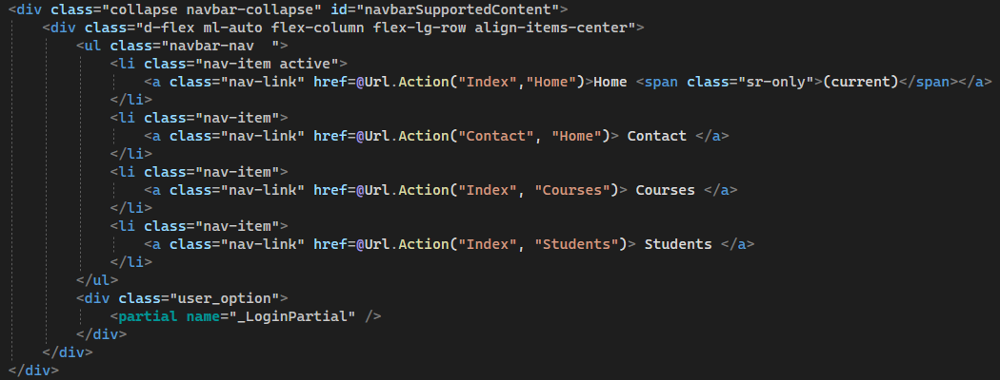 <div class="collapse navbar-collapse" id="navbarSupportedContent">
    <div class="d-flex ml-auto flex-column flex-lg-row align-items-center">
        <ul class="navbar-nav  ">
            <li class="nav-item active">
                <a class="nav-link" href=@Url.Action("Index","Home")>Home <span class="sr-only">(current)</span></a>
            </li>
            <li class="nav-item">
                <a class="nav-link" href=@Url.Action("Contact", "Home")> Contact </a>
            </li>
            <li class="nav-item">
                <a class="nav-link" href=@Url.Action("Index", "Courses")> Courses </a>
            </li>
            <li class="nav-item">
                <a class="nav-link" href=@Url.Action("Index", "Students")> Students </a>
            </li>
        </ul>
        <div class="user_option">
            <partial name="_LoginPartial" />
        </div>
    </div>
</div>